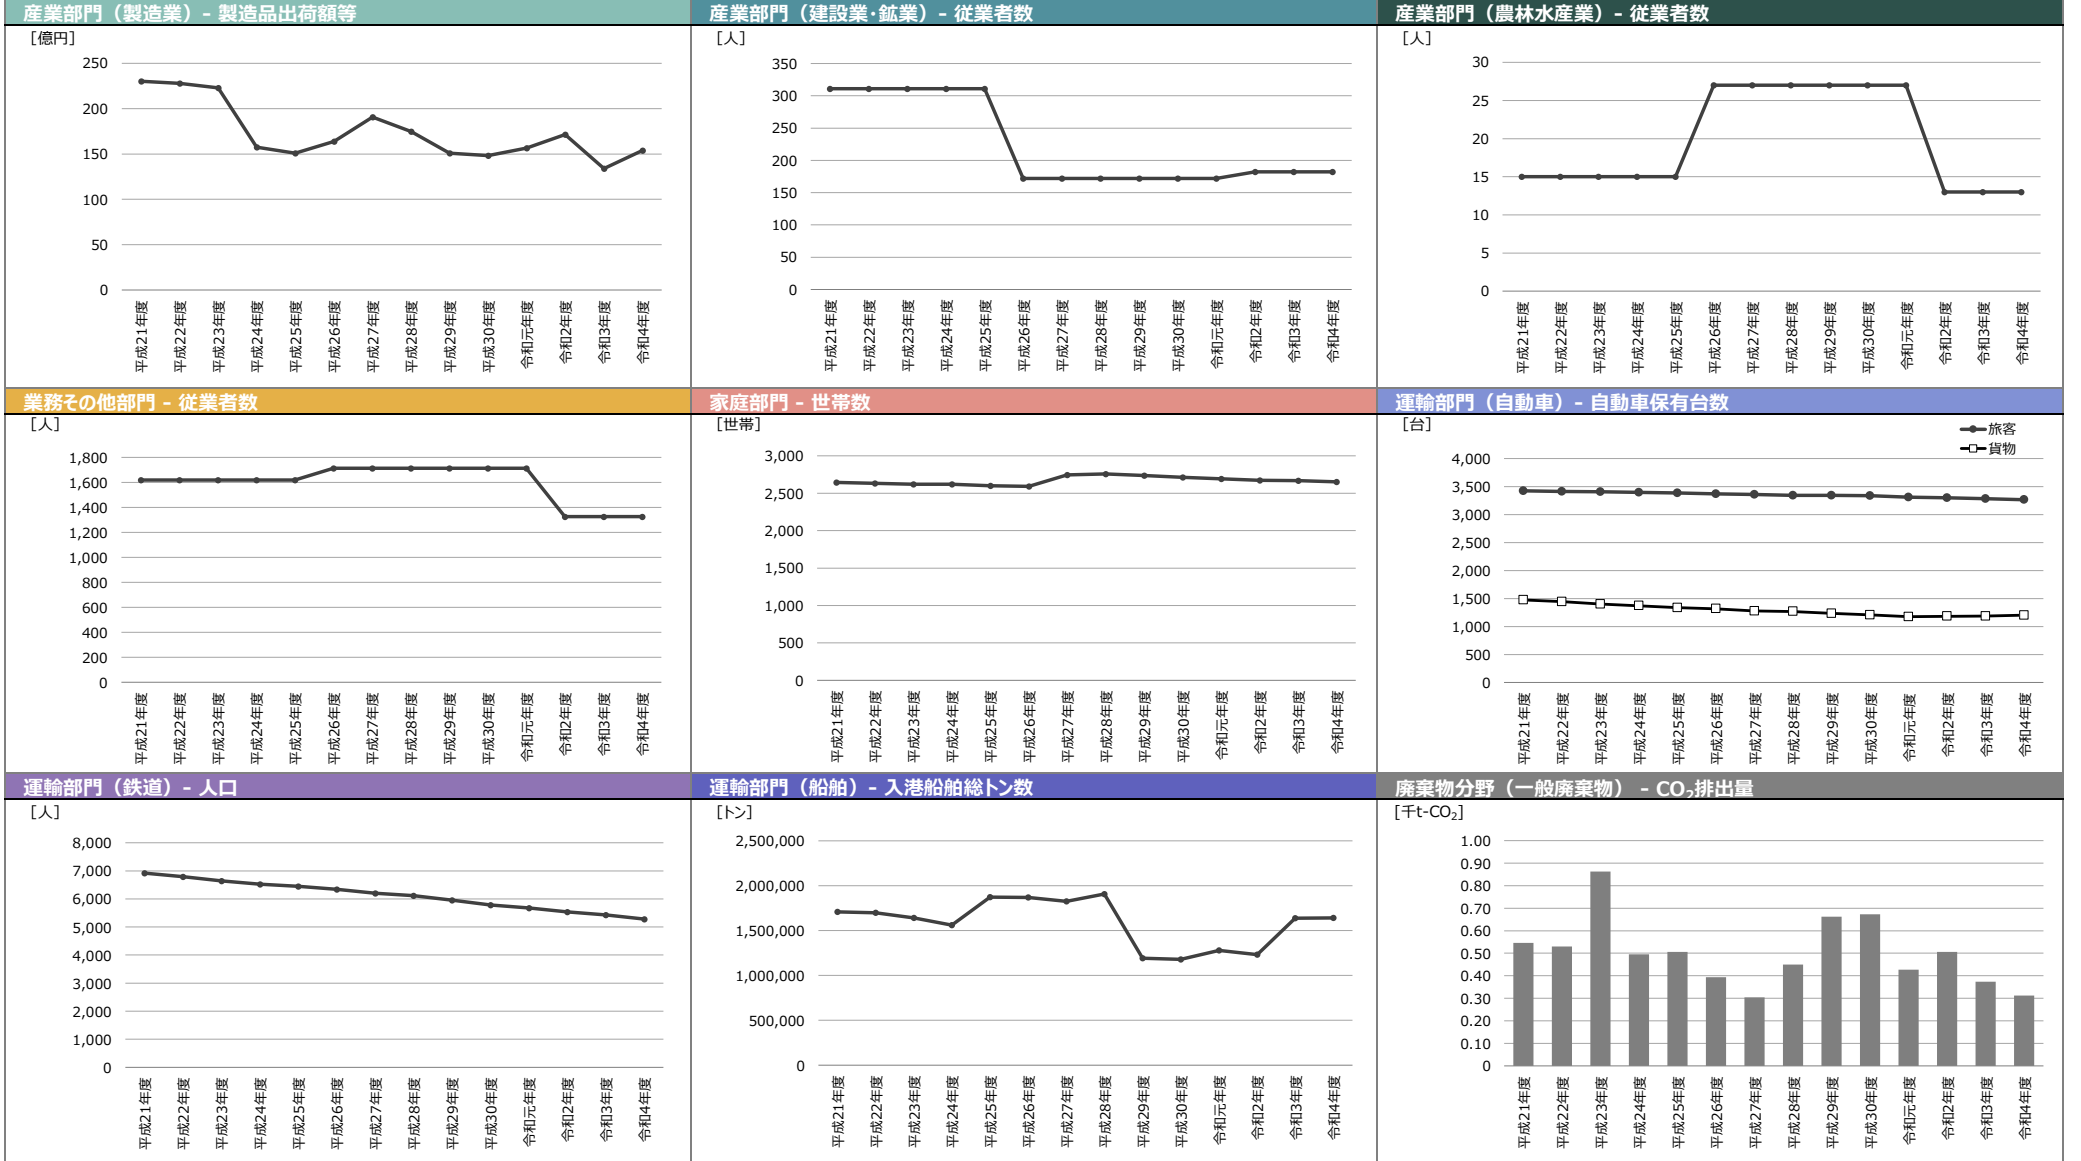 産業部門（製造業）- 製造品出荷額等
[億円]
250
200
150
100
50
0
平成21年度
平成22年度
平成23年度
平成24年度
平成25年度
平成26年度
平成27年度
平成28年度
平成29年度
平成30年度
令和元年度
令和2年度
令和3年度
令和4年度
産業部門（建設業･鉱業）- 従業者数
[人]
350
300
250
200
150
100
50
0
平成21年度
平成22年度
平成23年度
平成24年度
平成25年度
平成26年度
平成27年度
平成28年度
平成29年度
平成30年度
令和元年度
令和2年度
令和3年度
令和4年度
産業部門（農林水産業）- 従業者数
[人]
30
25
20
15
10
5
0
平成21年度
平成22年度
平成23年度
平成24年度
平成25年度
平成26年度
平成27年度
平成28年度
平成29年度
平成30年度
令和元年度
令和2年度
令和3年度
令和4年度
業務その他部門 - 従業者数
[人]
1,800
1,600
1,400
1,200
1,000
800
600
400
200
0
平成21年度
平成22年度
平成23年度
平成24年度
平成25年度
平成26年度
平成27年度
平成28年度
平成29年度
平成30年度
令和元年度
令和2年度
令和3年度
令和4年度
家庭部門 - 世帯数
[世帯]
3,000
2,500
2,000
1,500
1,000
500
0
平成21年度
平成22年度
平成23年度
平成24年度
平成25年度
平成26年度
平成27年度
平成28年度
平成29年度
平成30年度
令和元年度
令和2年度
令和3年度
令和4年度
運輸部門（自動車）- 自動車保有台数
[台]
旅客
貨物
4,000
3,500
3,000
2,500
2,000
1,500
1,000
500
0
平成21年度
平成22年度
平成23年度
平成24年度
平成25年度
平成26年度
平成27年度
平成28年度
平成29年度
平成30年度
令和元年度
令和2年度
令和3年度
令和4年度
運輸部門（鉄道）- 人口
[人]
8,000
7,000
6,000
5,000
4,000
3,000
2,000
1,000
0
平成21年度
平成22年度
平成23年度
平成24年度
平成25年度
平成26年度
平成27年度
平成28年度
平成29年度
平成30年度
令和元年度
令和2年度
令和3年度
令和4年度
運輸部門（船舶）- 入港船舶総トン数
[トン]
2,500,000
2,000,000
1,500,000
1,000,000
500,000
0
平成21年度
平成22年度
平成23年度
平成24年度
平成25年度
平成26年度
平成27年度
平成28年度
平成29年度
平成30年度
令和元年度
令和2年度
令和3年度
令和4年度
廃棄物分野（一般廃棄物） - CO₂排出量
[千t-CO₂]
1.00
0.90
0.80
0.70
0.60
0.50
0.40
0.30
0.20
0.10
0
平成21年度
平成22年度
平成23年度
平成24年度
平成25年度
平成26年度
平成27年度
平成28年度
平成29年度
平成30年度
令和元年度
令和2年度
令和3年度
令和4年度